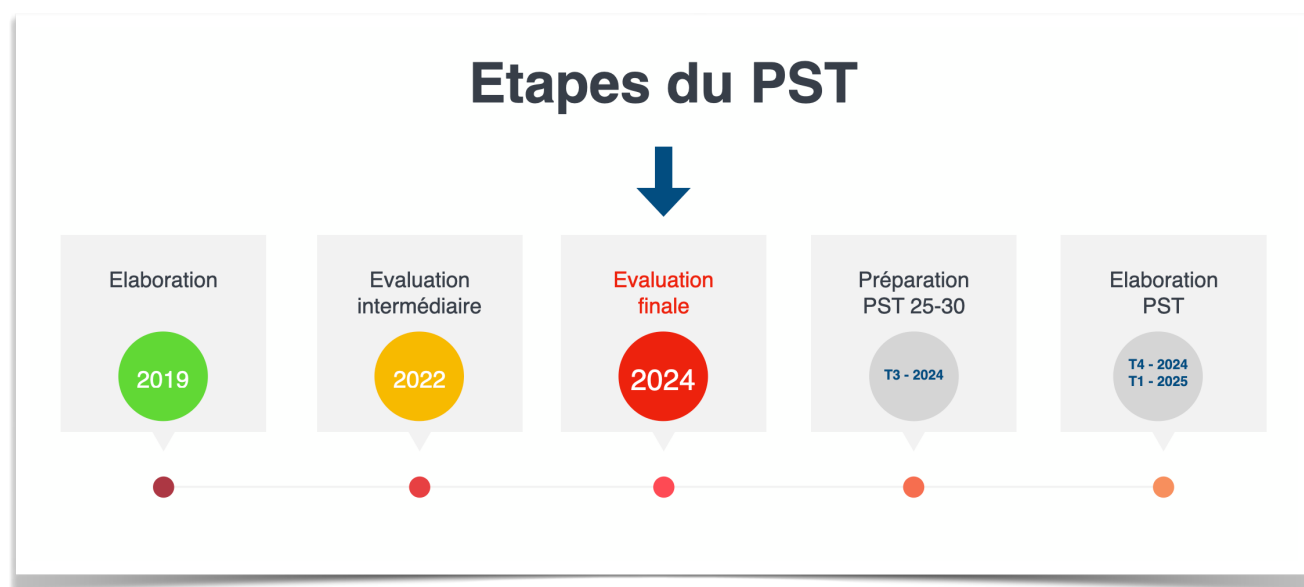 Etapes du PST
Elaboration
2019
Evaluation
intermédiaire
2022
Evaluation
finale
2024
Préparation
PST 25-30
T3 - 2024
Elaboration
PST
T4 - 2024
T1 - 2025